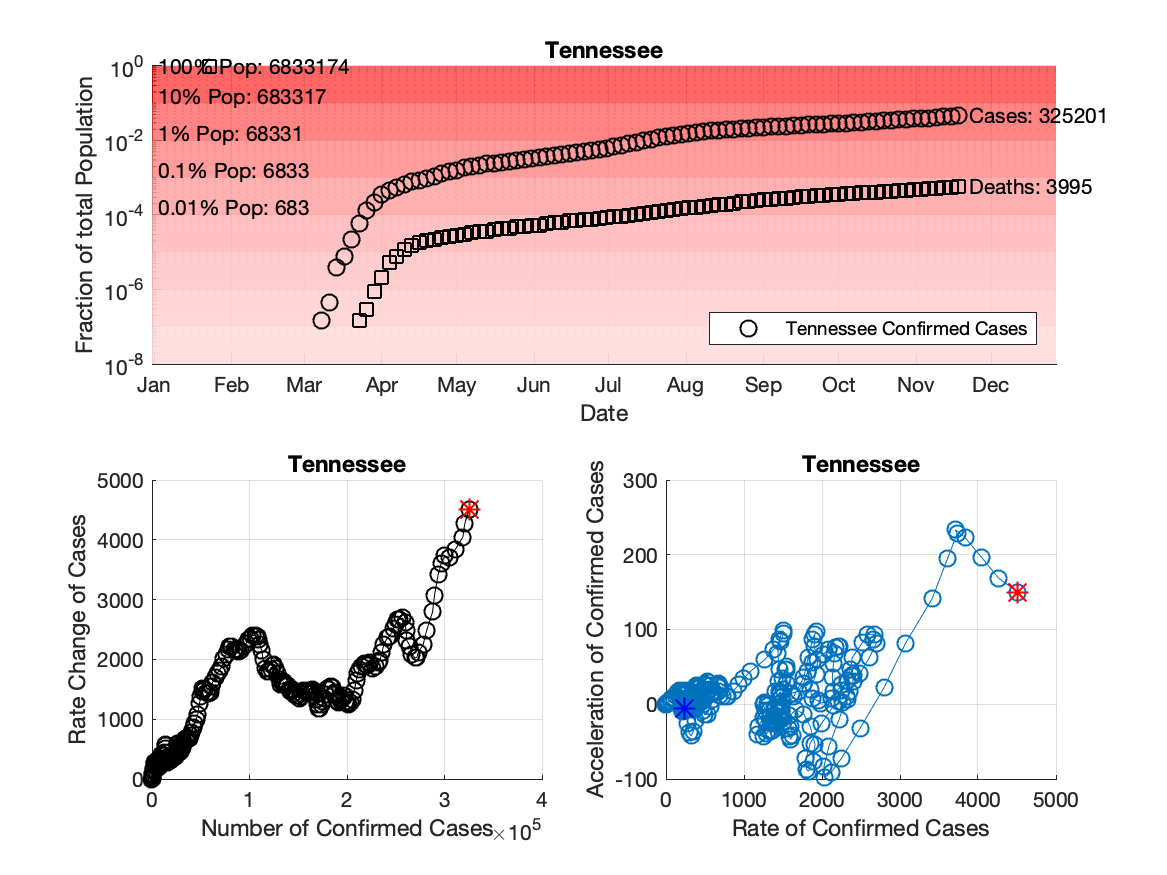 Tennessee
Fraction of total Population
10^0
10^-2
10^-4
10^-6
10^-8
100% Pop: 6833174
10% Pop: 683317
1% Pop: 68331
0.1% Pop: 6833
0.01% Pop: 683
Cases: 325201
Deaths: 3995
Tennessee Confirmed Cases
Jan Feb Mar Apr May Jun Jul Aug Sep Oct Nov Dec
Date
Tennessee
Rate Change of Cases
5000
4000
3000
2000
1000
0
0 1 2 3 4
Number of Confirmed Cases ×10^5
Tennessee
Acceleration of Confirmed Cases
300
200
100
0
-100
0 1000 2000 3000 4000 5000
Rate of Confirmed Cases